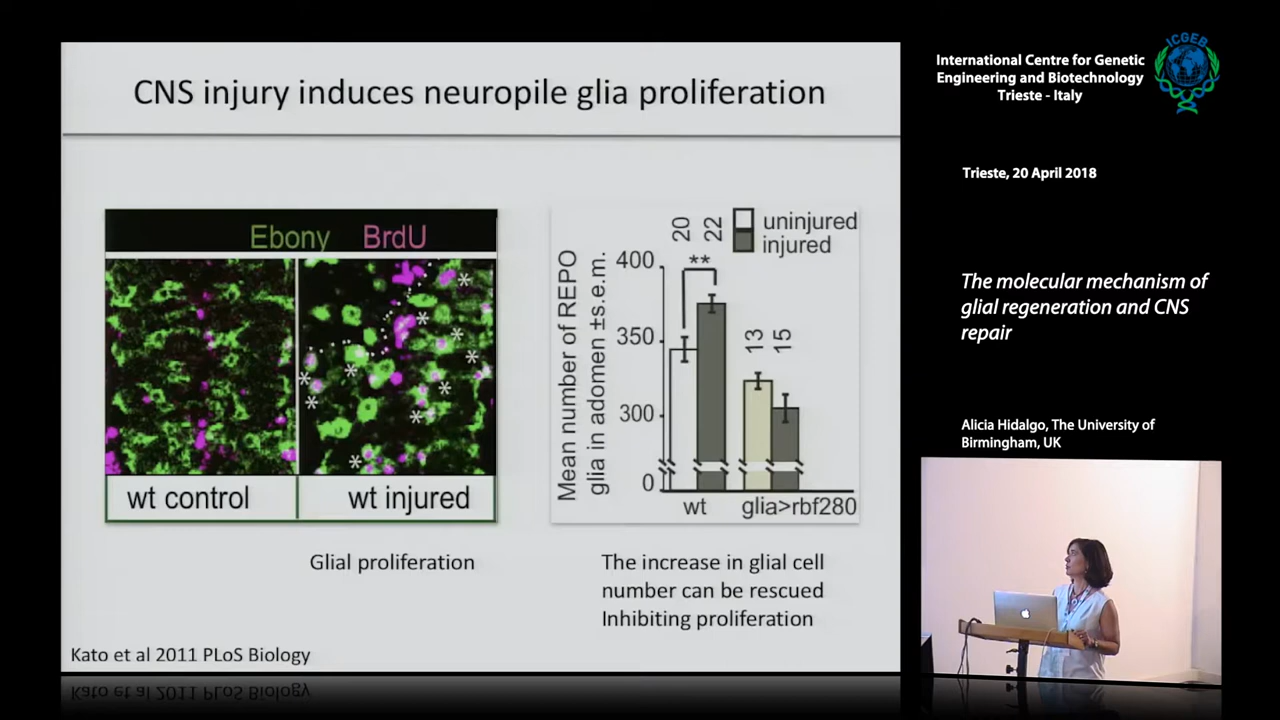 CNS injury induces neuropile glia proliferation
Ebony BrdU
wt control
wt injured
Glial proliferation
Mean number of REPO
glia in adomen ±s.e.m.
400
350
300
0
20
22
13
15
**
uninjured
injured
wt
glia>rbf280
The increase in glial cell
number can be rescued
Inhibiting proliferation
Kato et al 2011 PLoS Biology
International Centre for Genetic
Engineering and Biotechnology
Trieste - Italy
ICGEB
Trieste, 20 April 2018
The molecular mechanism of
glial regeneration and CNS
repair
Alicia Hidalgo, The University of
Birmingham, UK